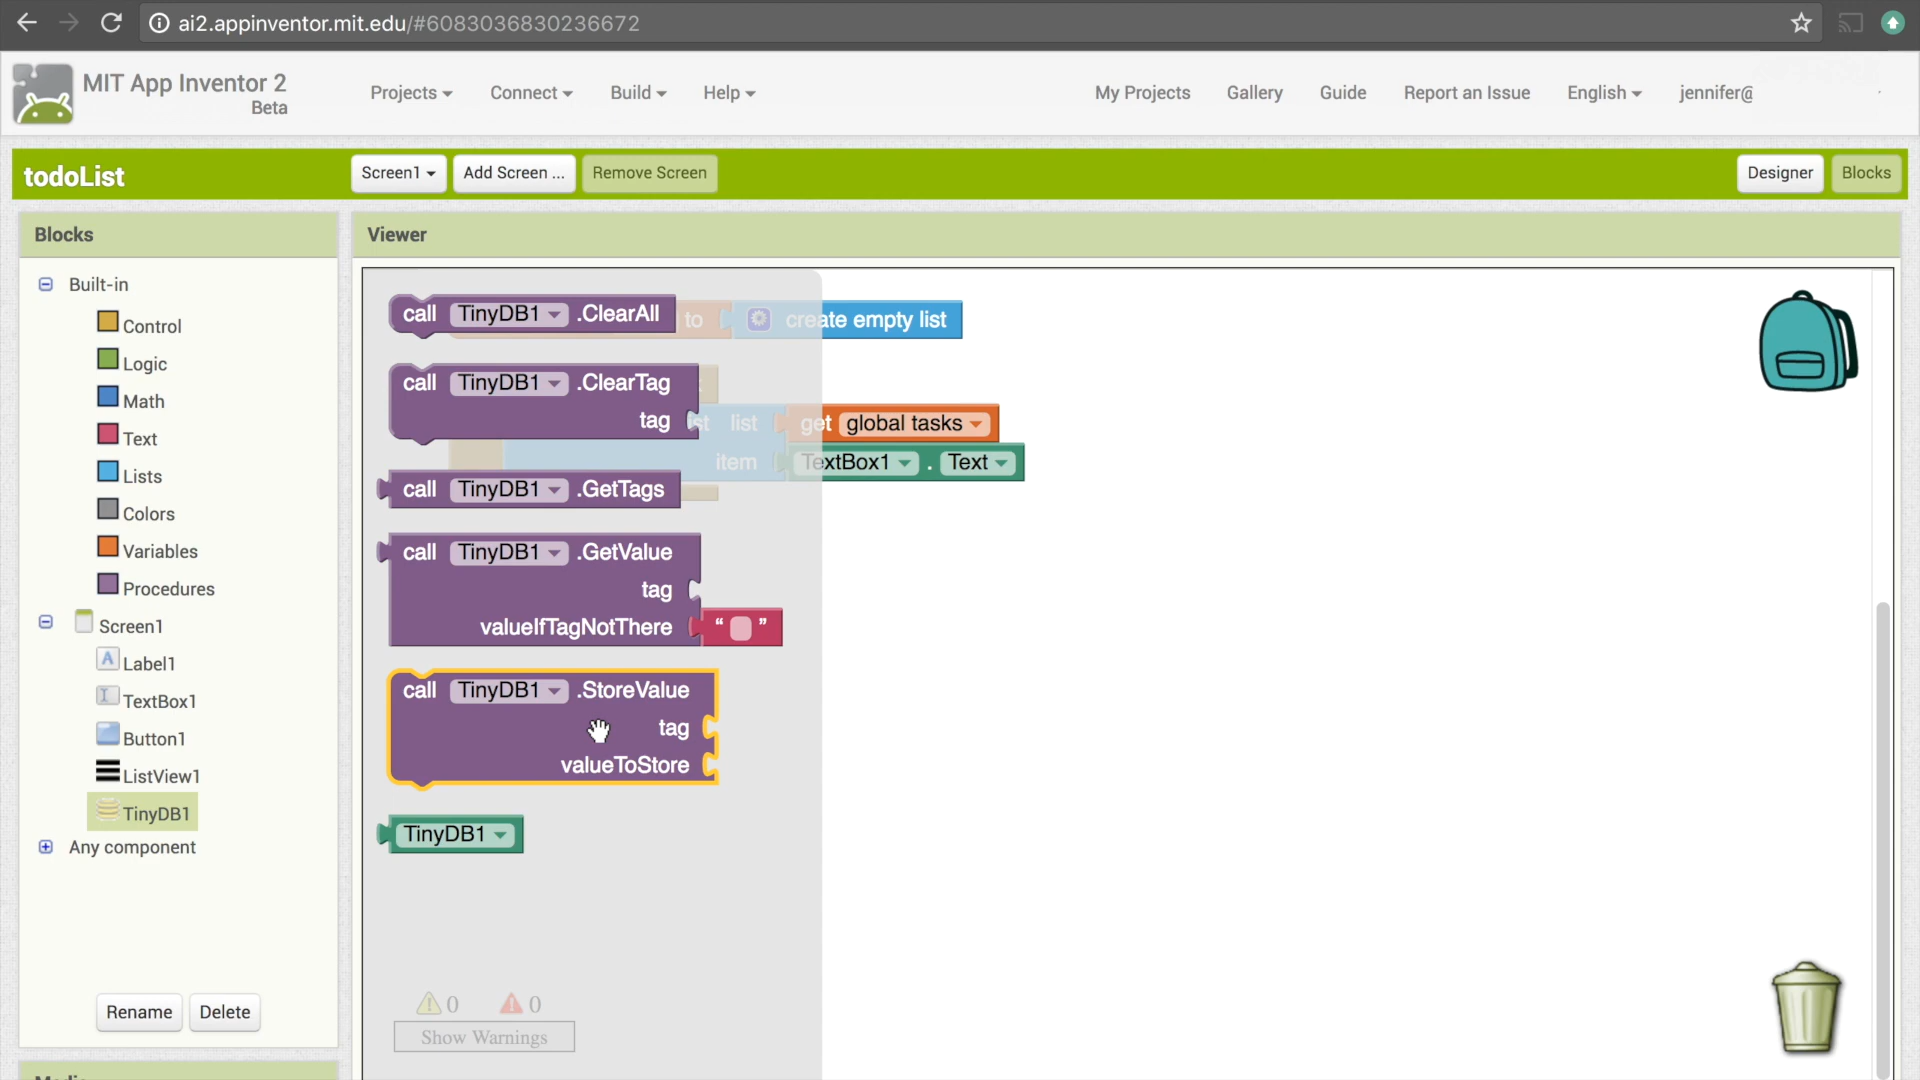 ai2.appinventor.mit.edu/#6083036830236672
MIT App Inventor 2
Beta
Projects
Connect
Build
Help
My Projects
Gallery
Guide
Report an Issue
English
jennifer@
todoList
Screen1
Add Screen ...
Remove Screen
Designer
Blocks
Blocks
Viewer
Built-in
Control
Logic
Math
Text
Lists
Colors
Variables
Procedures
Screen1
Label1
TextBox1
Button1
ListView1
TinyDB1
Any component
Rename
Delete
call TinyDB1 .ClearAll
to create empty list
call TinyDB1 .ClearTag
tag
st list get global tasks
item TextBox1 . Text
call TinyDB1 .GetTags
call TinyDB1 .GetValue
tag
valueIfTagNotThere “ ”
call TinyDB1 .StoreValue
tag
valueToStore
TinyDB1
0 0
Show Warnings